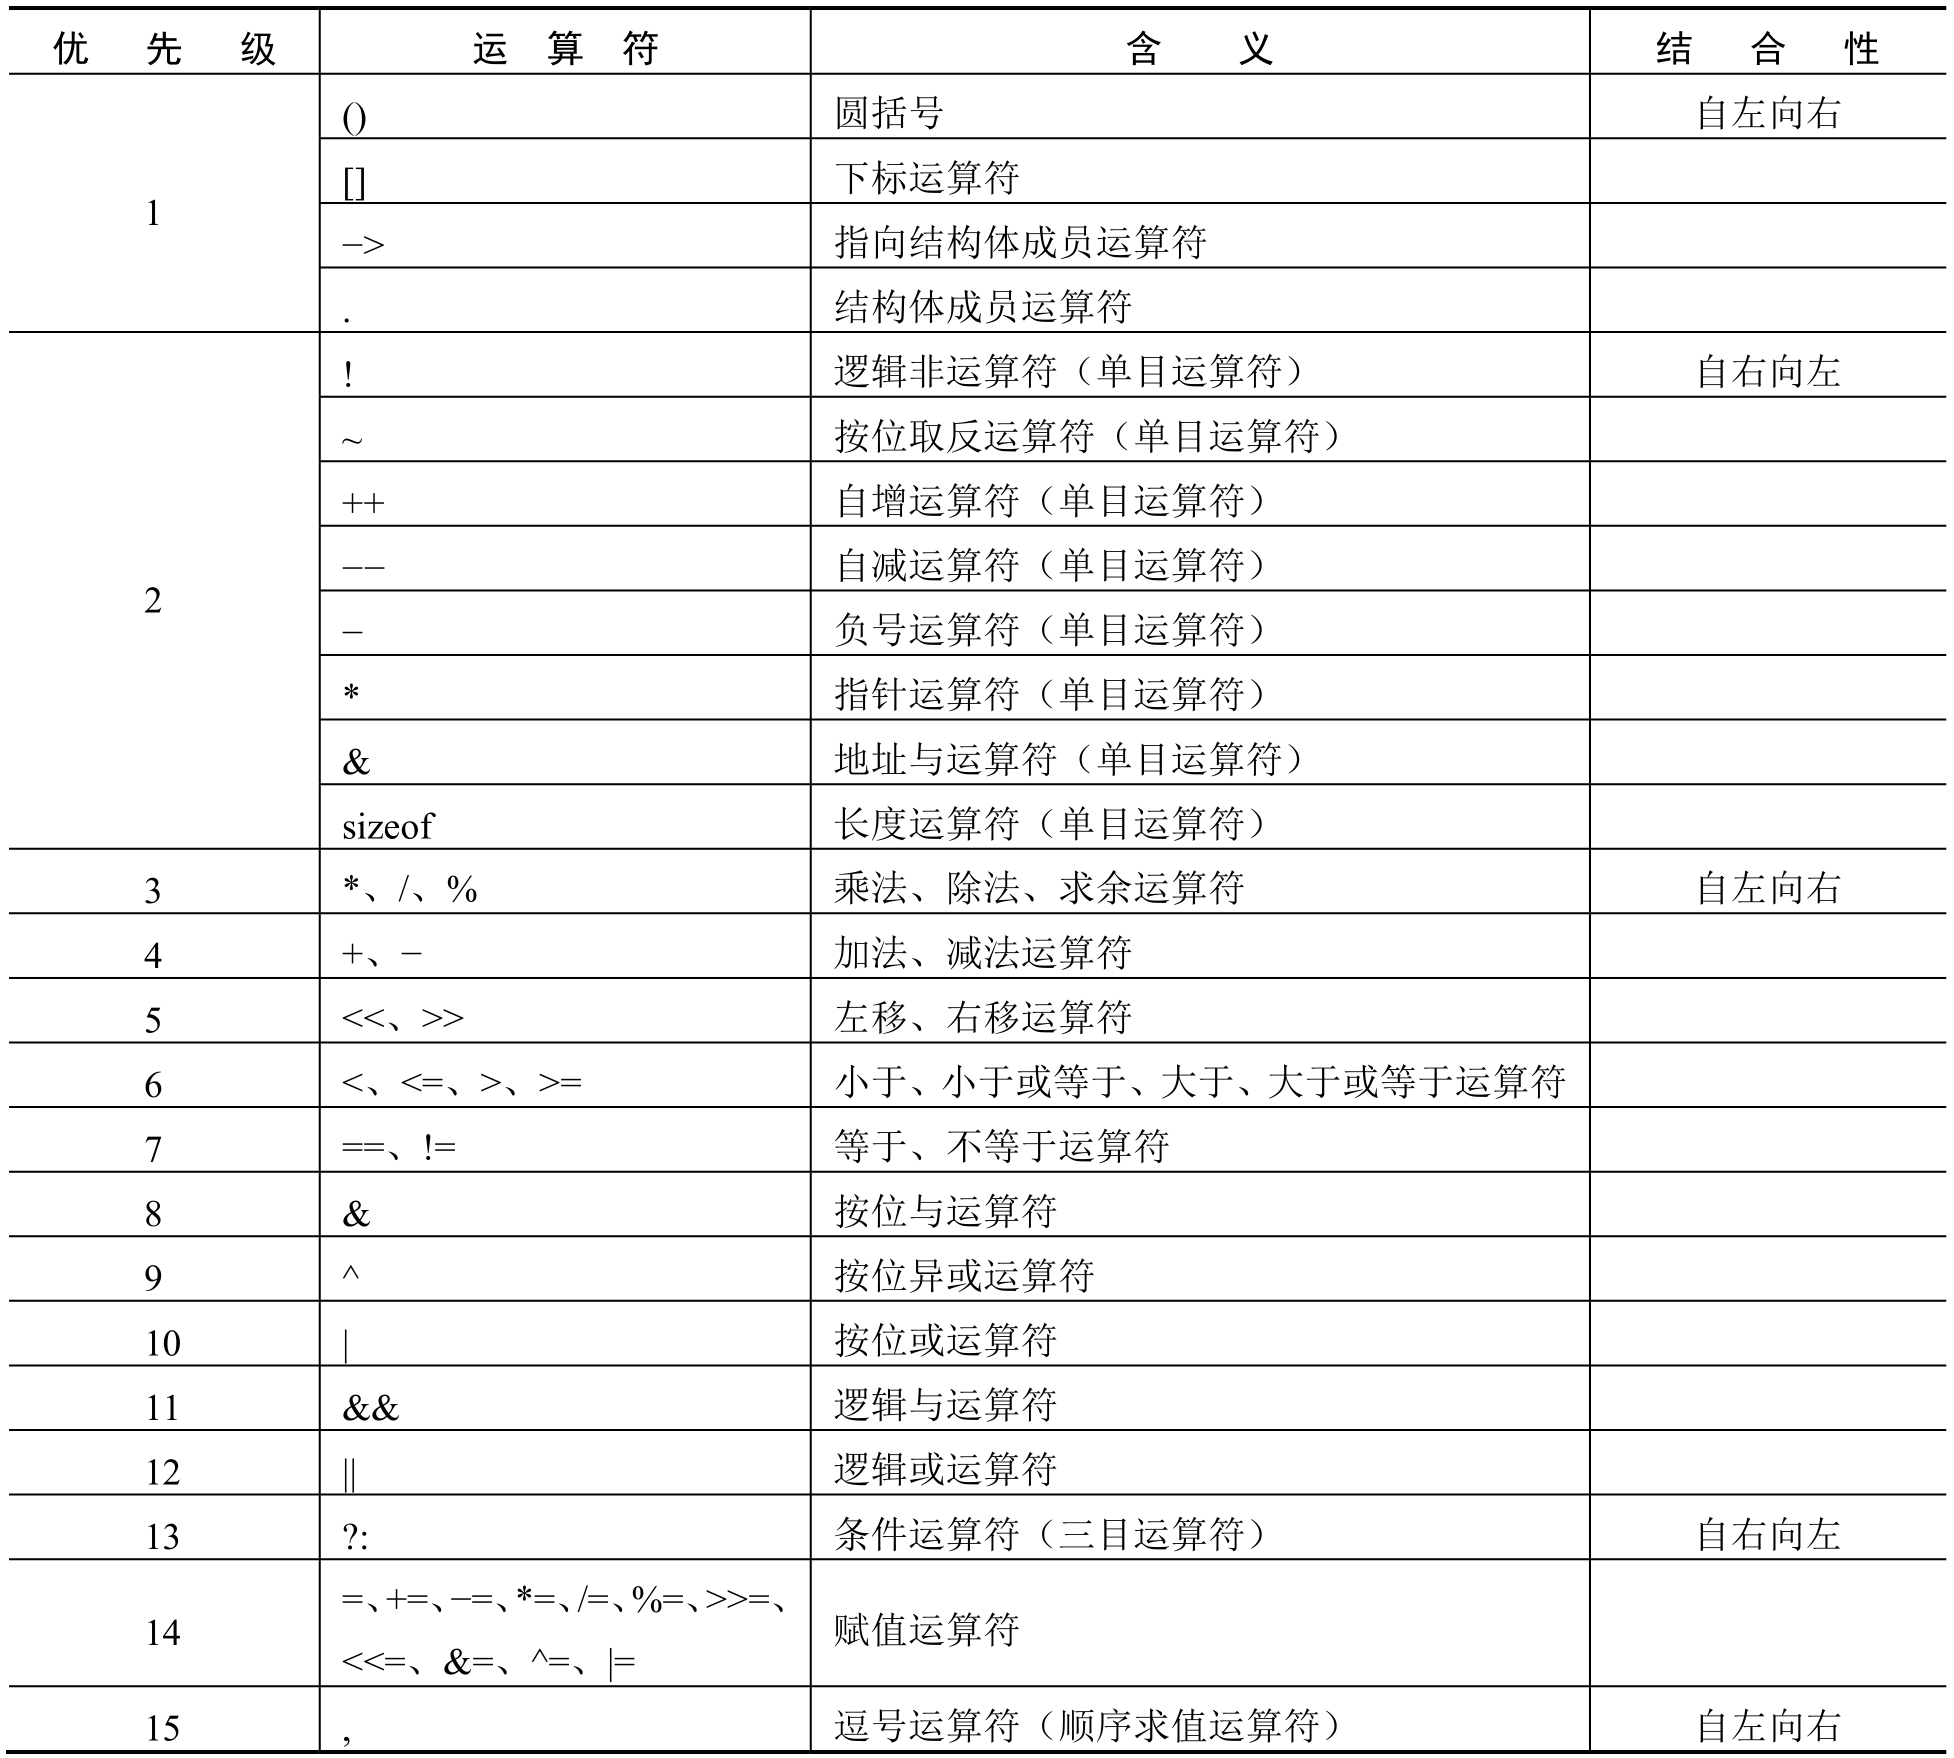 优先级 运算符 含义 结合性
1 () 圆括号 自左向右
[] 下标运算符
–> 指向结构体成员运算符
. 结构体成员运算符
2 ! 逻辑非运算符（单目运算符） 自右向左
~ 按位取反运算符（单目运算符）
++ 自增运算符（单目运算符）
–– 自减运算符（单目运算符）
– 负号运算符（单目运算符）
* 指针运算符（单目运算符）
& 地址与运算符（单目运算符）
sizeof 长度运算符（单目运算符）
3 *、/、% 乘法、除法、求余运算符 自左向右
4 +、– 加法、减法运算符
5 <<、>> 左移、右移运算符
6 <、<=、>、>= 小于、小于或等于、大于、大于或等于运算符
7 ==、!= 等于、不等于运算符
8 & 按位与运算符
9 ^ 按位异或运算符
10 | 按位或运算符
11 && 逻辑与运算符
12 || 逻辑或运算符
13 ?: 条件运算符（三目运算符） 自右向左
14 =、+=、–=、*=、/=、%=、>>=、
<<=、&=、^=、|= 赋值运算符
15 , 逗号运算符（顺序求值运算符） 自左向右